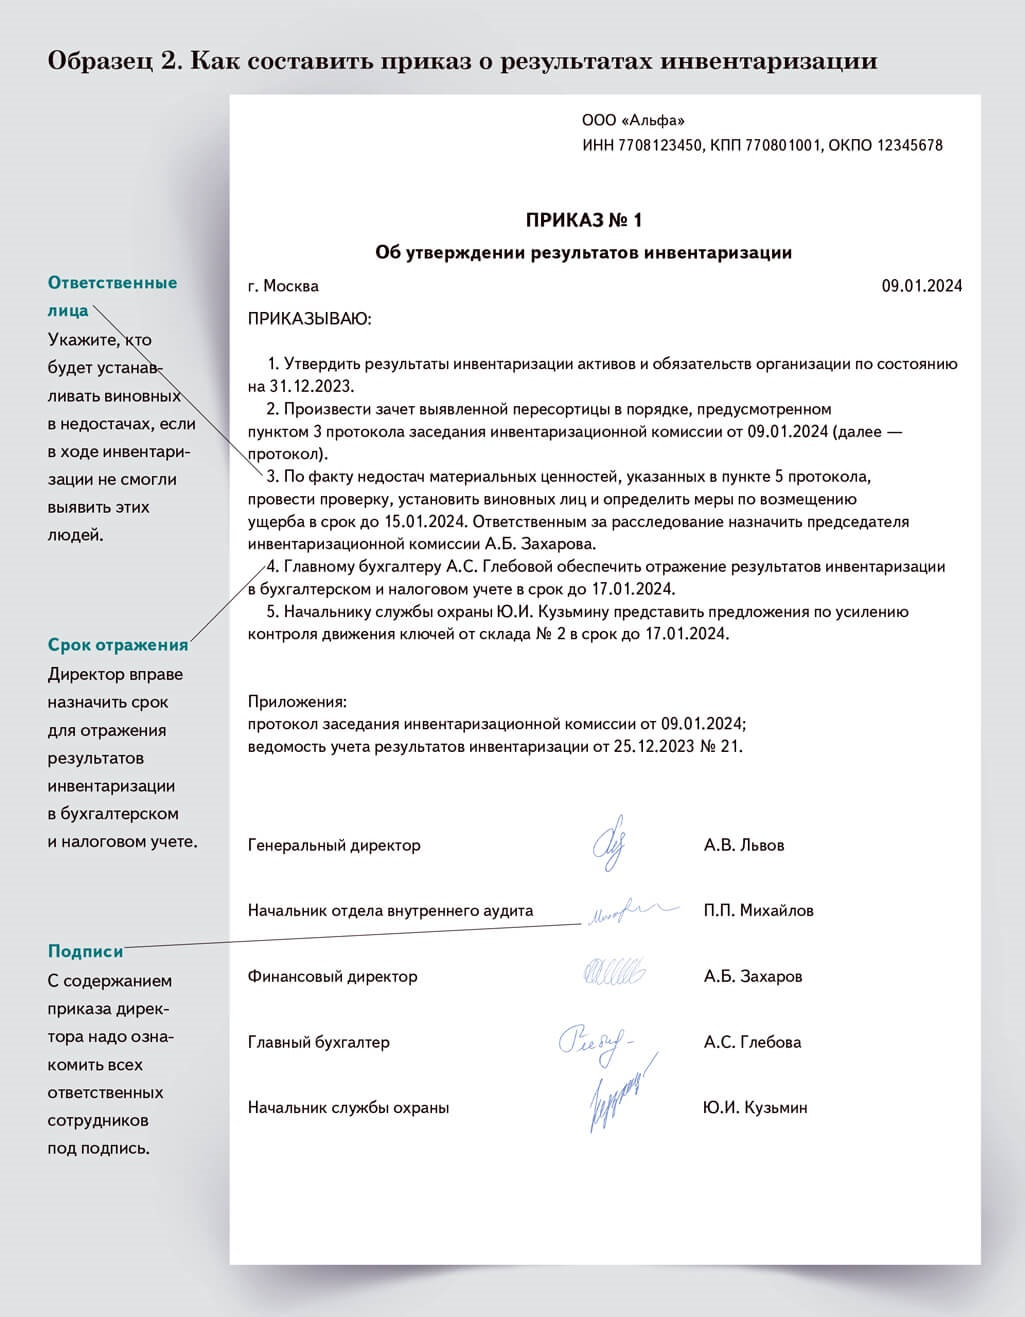 Образец 2. Как составить приказ о результатах инвентаризации
ООО «Альфа»
ИНН 7708123450, КПП 770801001, ОКПО 12345678
ПРИКАЗ № 1
Об утверждении результатов инвентаризации
г. Москва 09.01.2024
ПРИКАЗЫВАЮ:
1. Утвердить результаты инвентаризации активов и обязательств организации по состоянию
на 31.12.2023.
2. Произвести зачет выявленной пересортицы в порядке, предусмотренном
пунктом 3 протокола заседания инвентаризационной комиссии от 09.01.2024 (далее —
протокол).
3. По факту недостач материальных ценностей, указанных в пункте 5 протокола,
провести проверку, установить виновных лиц и определить меры по возмещению
ущерба в срок до 15.01.2024. Ответственным за расследование назначить председателя
инвентаризационной комиссии А.Б. Захарова.
4. Главному бухгалтеру А.С. Глебовой обеспечить отражение результатов инвентаризации
в бухгалтерском и налоговом учете в срок до 17.01.2024.
5. Начальнику службы охраны Ю.И. Кузьмину представить предложения по усилению
контроля движения ключей от склада № 2 в срок до 17.01.2024.
Приложения:
протокол заседания инвентаризационной комиссии от 09.01.2024;
ведомость учета результатов инвентаризации от 25.12.2023 № 21.
Генеральный директор А.В. Львов
Начальник отдела внутреннего аудита П.П. Михайлов
Финансовый директор А.Б. Захаров
Главный бухгалтер А.С. Глебова
Начальник службы охраны Ю.И. Кузьмин
Ответственные
лица
Укажите, кто
будет устанав-
ливать виновных
в недостачах, если
в ходе инвентари-
зации не смогли
выявить этих
людей.
Срок отражения
Директор вправе
назначить срок
для отражения
результатов
инвентаризации
в бухгалтерском
и налоговом учете.
Подписи
С содержанием
приказа дирек-
тора надо озна-
комить всех
ответственных
сотрудников
под подпись.